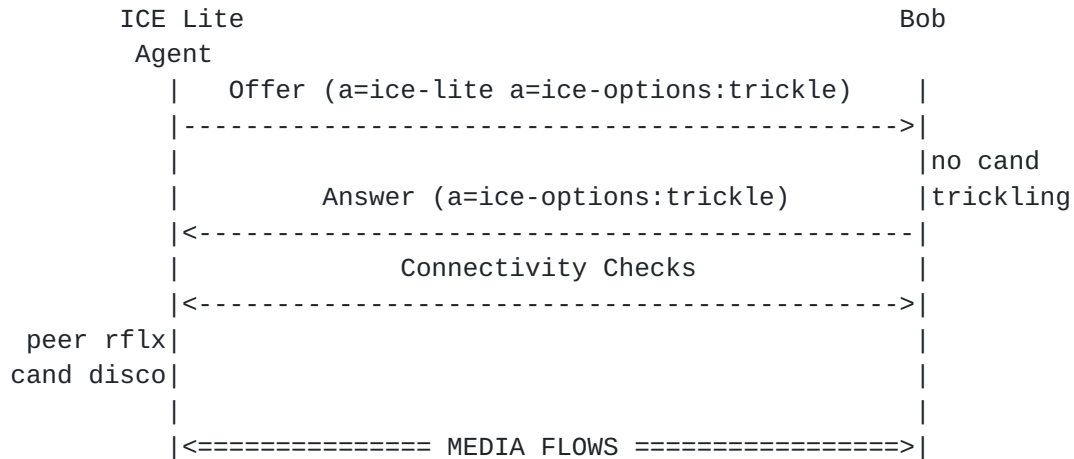 ICE Lite                                          Bob
 Agent
   |   Offer (a=ice-lite a=ice-options:trickle)    |
   |---------------------------------------------->|
   |                                               |no cand
   |         Answer (a=ice-options:trickle)        |trickling
   |<----------------------------------------------|
   |              Connectivity Checks              |
   |<--------------------------------------------->|
peer rflx|                                               |
cand disco|                                               |
   |                                               |
   |<=============== MEDIA FLOWS =================>|